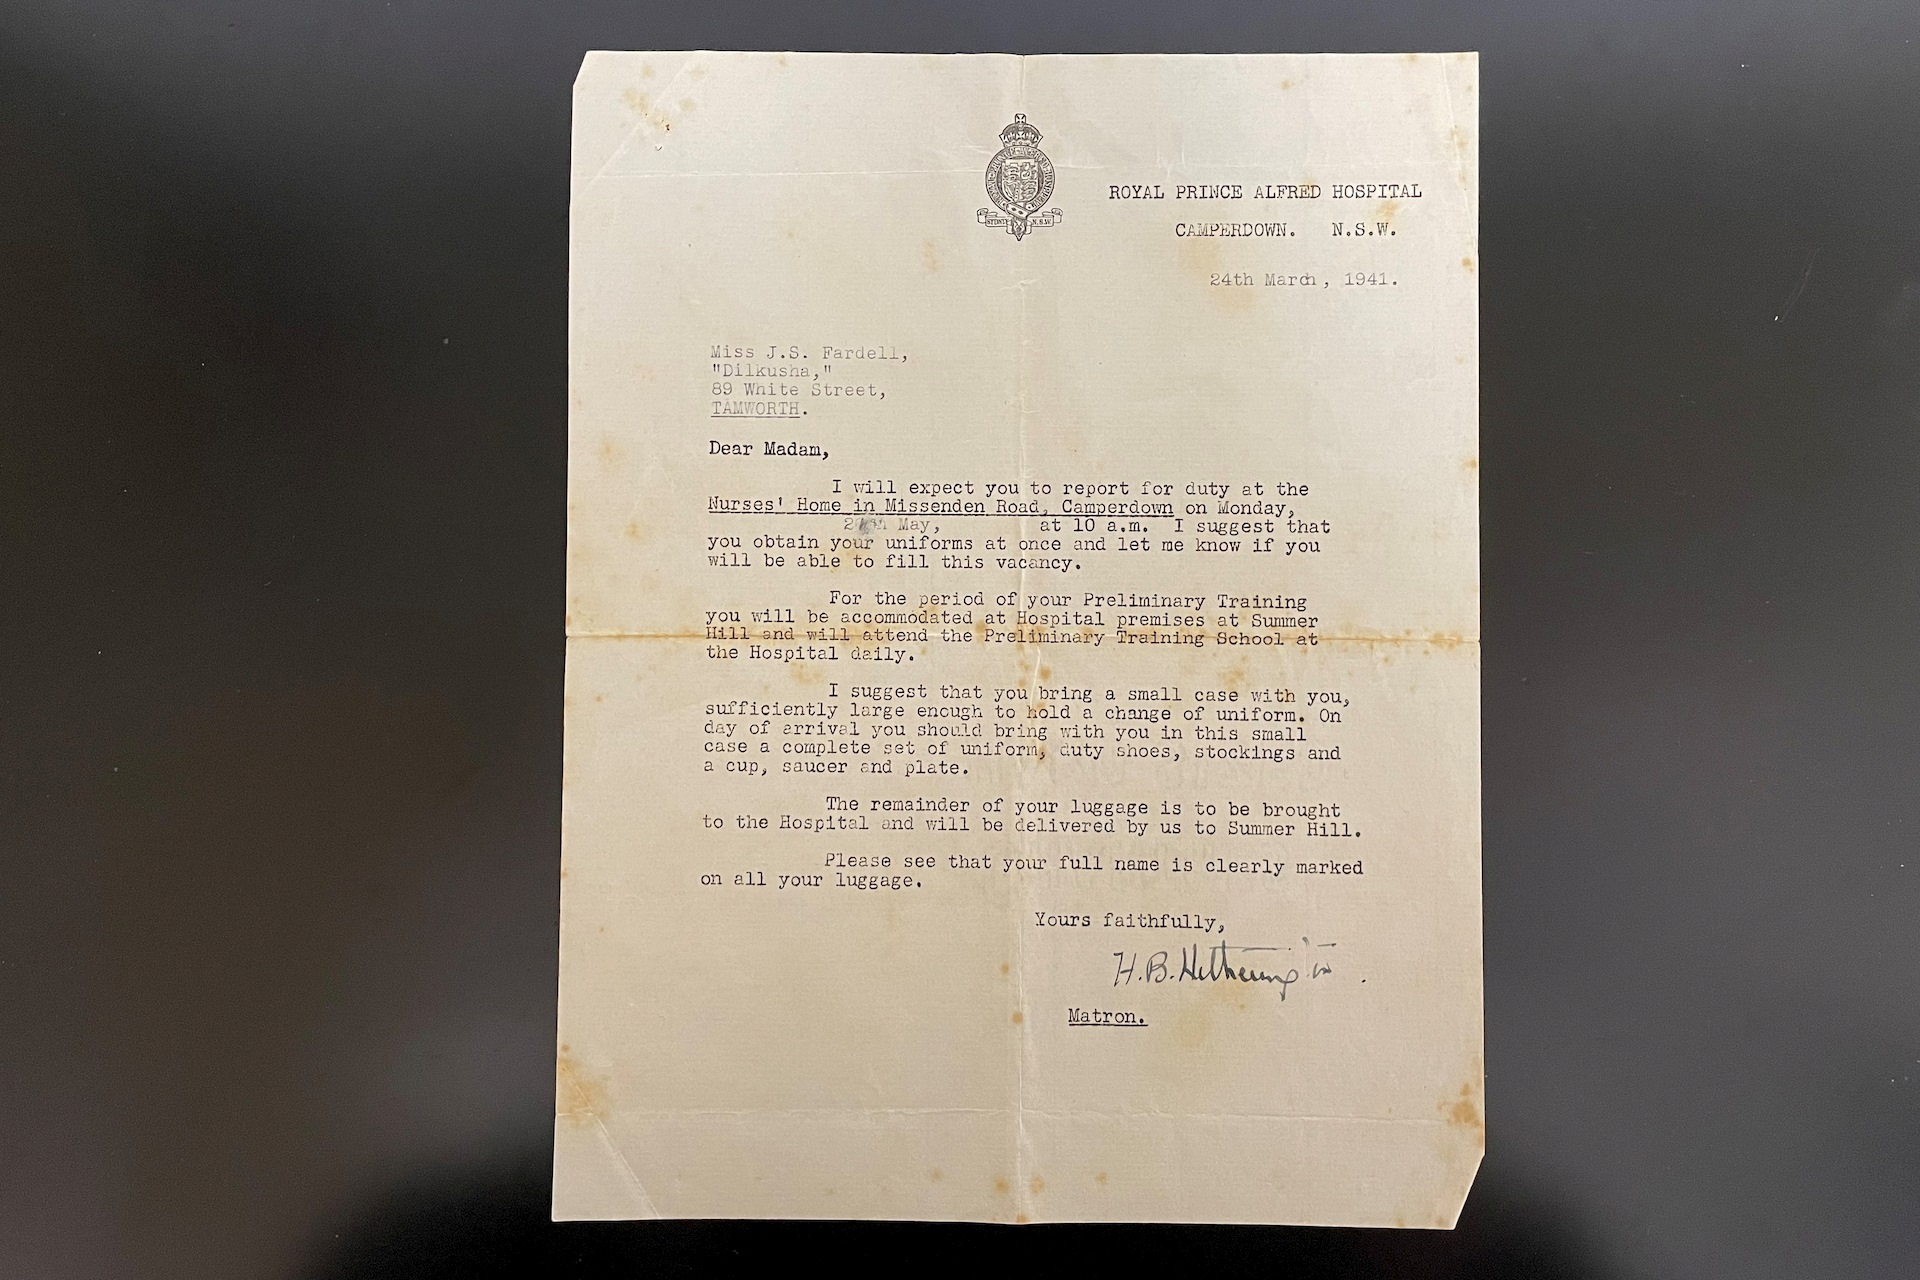 SYDNEY N.S.W.
ROYAL PRINCE ALFRED HOSPITAL
CAMPERDOWN. N.S.W.
24th March, 1941.
Miss J.S. Fardell,
"Dilkusha,"
89 White Street,
TAMWORTH.
Dear Madam,
I will expect you to report for duty at the
Nurses' Home in Missenden Road, Camperdown on Monday,
May, at 10 a.m. I suggest that
you obtain your uniforms at once and let me know if you
will be able to fill this vacancy.
For the period of your Preliminary Training
you will be accommodated at Hospital premises at Summer
Hill and will attend the Preliminary Training School at
the Hospital daily.
I suggest that you bring a small case with you,
sufficiently large enough to hold a change of uniform. On
day of arrival you should bring with you in this small
case a complete set of uniform, duty shoes, stockings and
a cup, saucer and plate.
The remainder of your luggage is to be brought
to the Hospital and will be delivered by us to Summer Hill.
Please see that your full name is clearly marked
on all your luggage.
Yours faithfully,
H.B. Hetherington.
Matron.